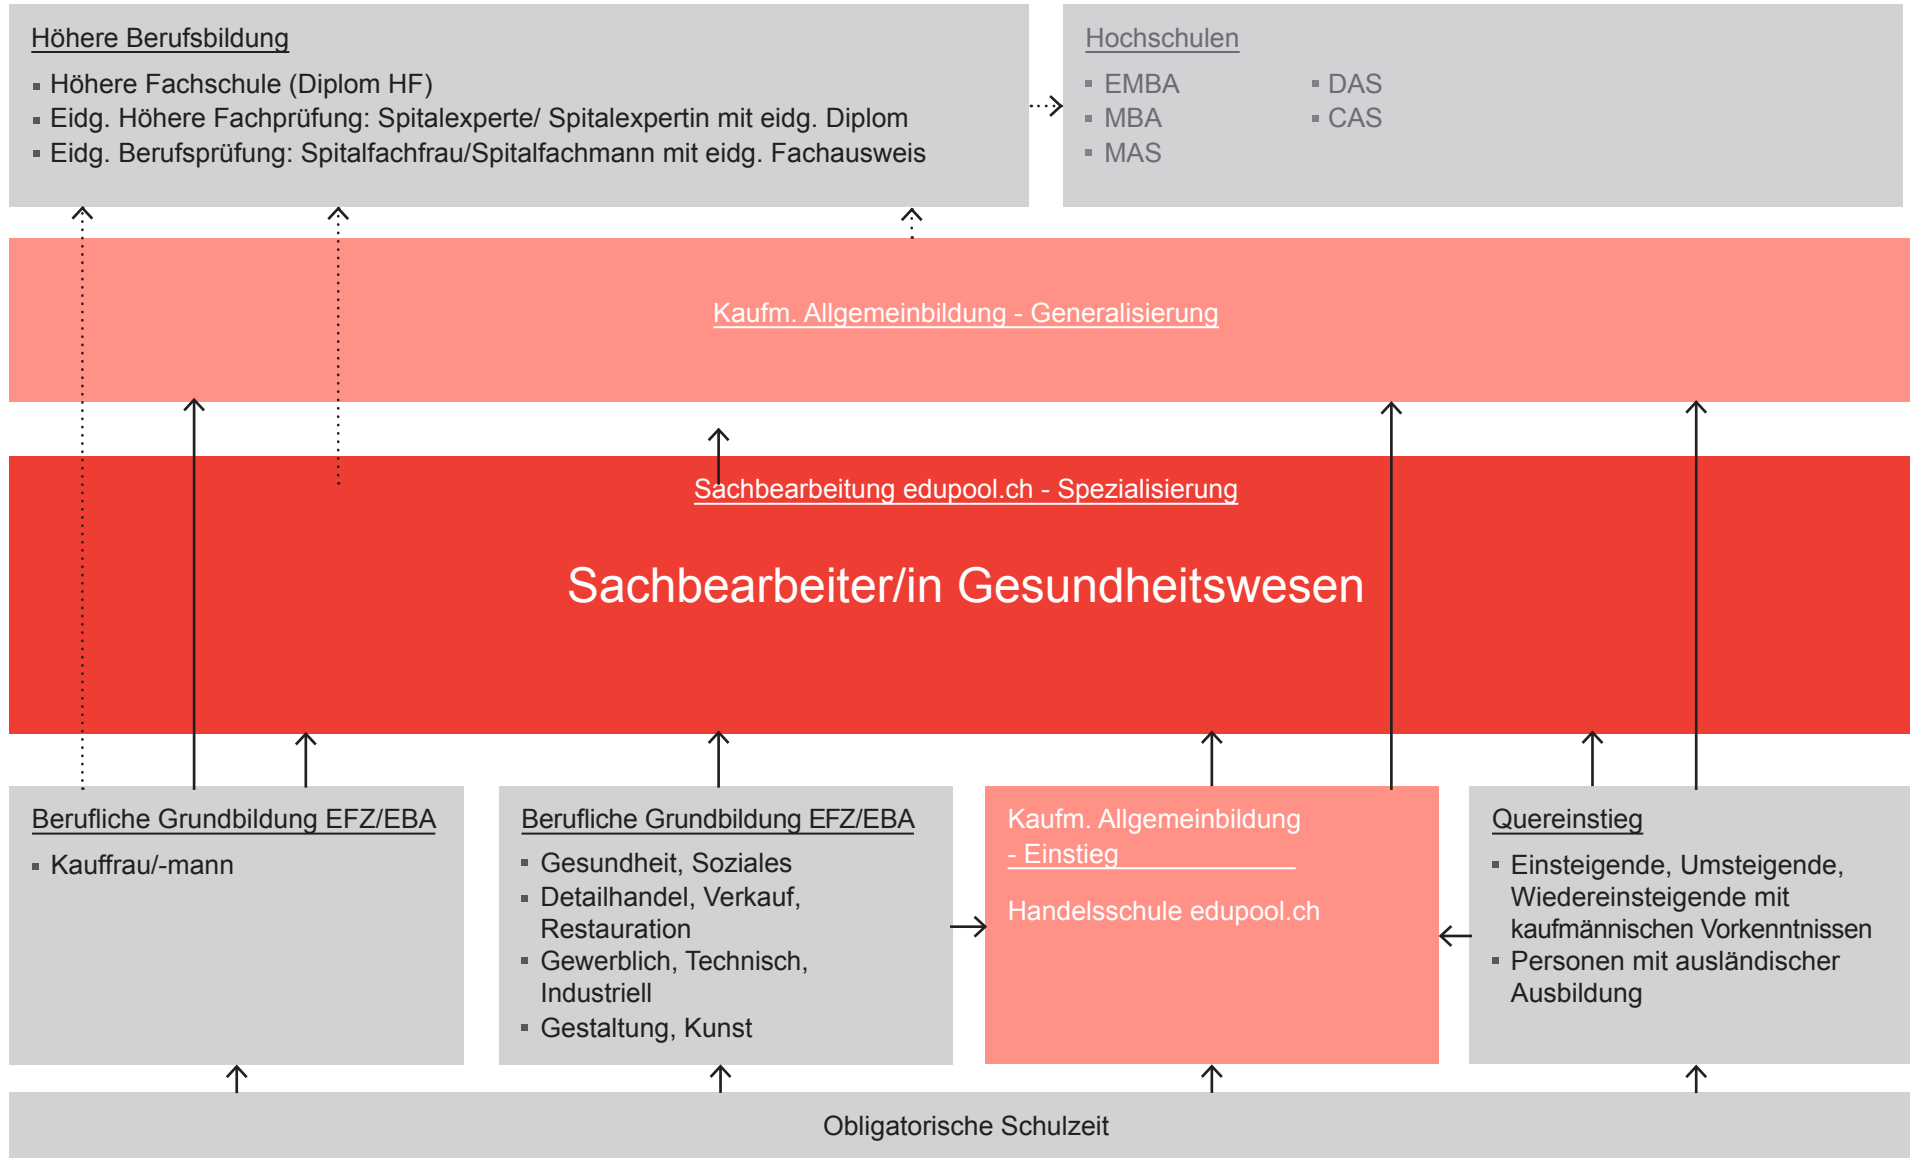 Höhere Berufsbildung
Höhere Fachschule (Diplom HF)
Eidg. Höhere Fachprüfung: Spitalexperte/ Spitalexpertin mit eidg. Diplom
Eidg. Berufsprüfung: Spitalfachfrau/Spitalfachmann mit eidg. Fachausweis
Hochschulen
EMBA
MBA
MAS
DAS
CAS
Kaufm. Allgemeinbildung - Generalisierung
Sachbearbeitung edupool.ch - Spezialisierung
Sachbearbeiter/in Gesundheitswesen
Berufliche Grundbildung EFZ/EBA
Kauffrau/-mann
Berufliche Grundbildung EFZ/EBA
Gesundheit, Soziales
Detailhandel, Verkauf,
Restauration
Gewerblich, Technisch,
Industriell
Gestaltung, Kunst
Kaufm. Allgemeinbildung
- Einstieg
Handelsschule edupool.ch
Quereinstieg
Einsteigende, Umsteigende,
Wiedereinsteigende mit
kaufmännischen Vorkenntnissen
Personen mit ausländischer
Ausbildung
Obligatorische Schulzeit